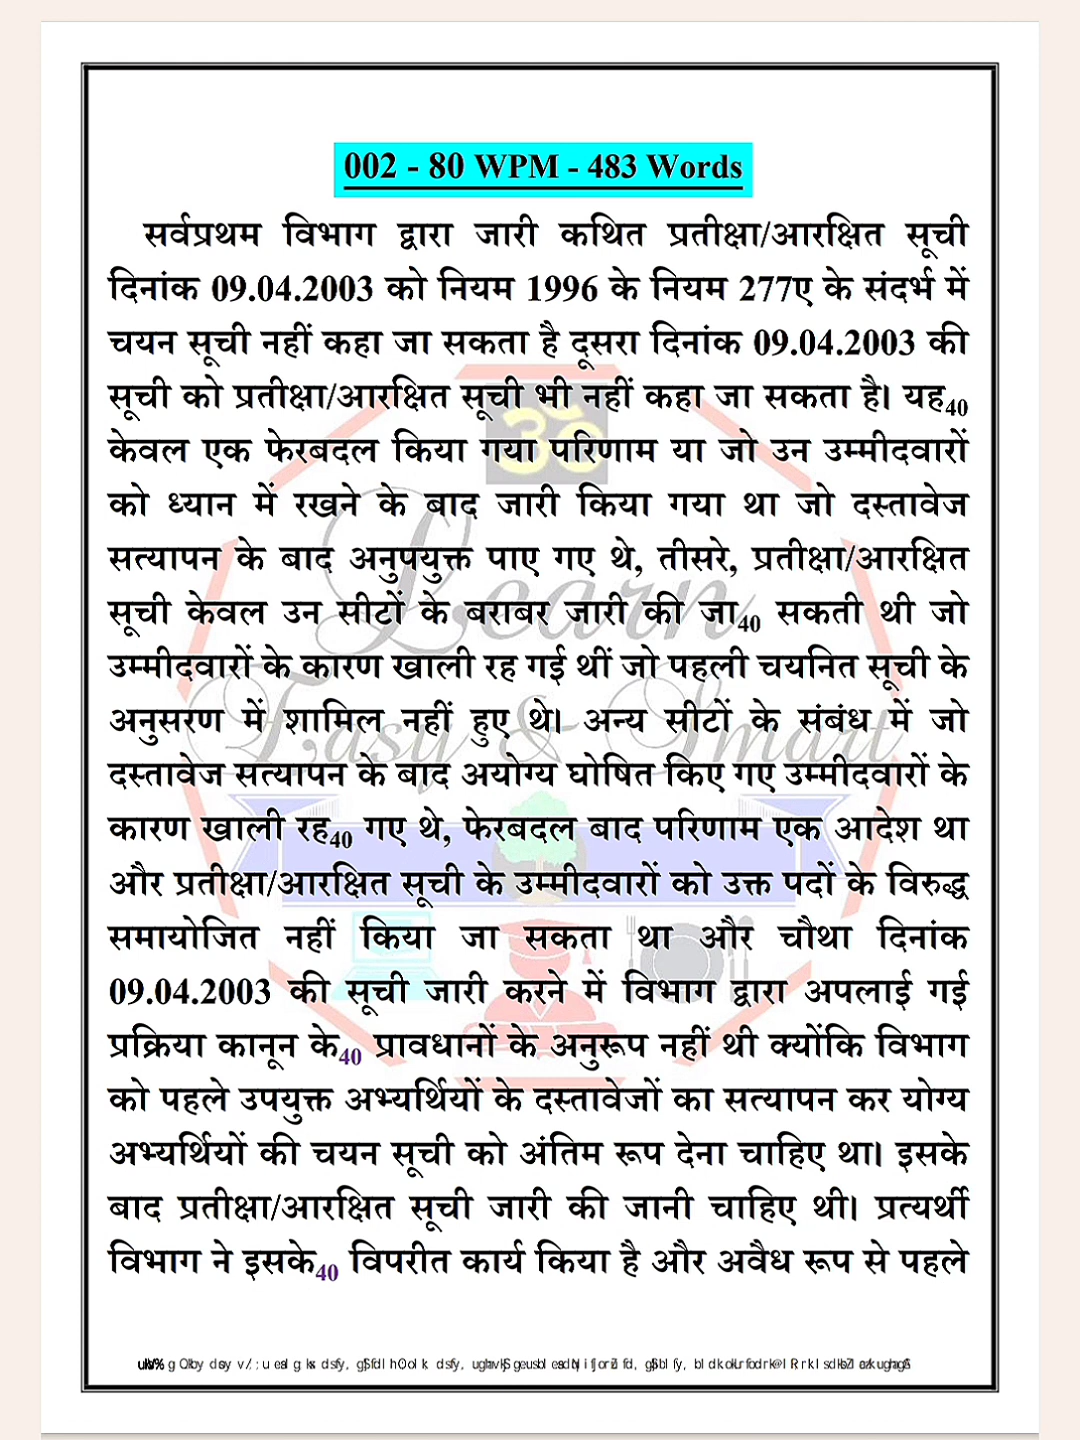 002 - 80 WPM - 483 Words
सर्वप्रथम विभाग द्वारा जारी कथित प्रतीक्षा/आरक्षित सूची
दिनांक 09.04.2003 को नियम 1996 के नियम 277ए के संदर्भ में
चयन सूची नहीं कहा जा सकता है दूसरा दिनांक 09.04.2003 की
सूची को प्रतीक्षा/आरक्षित सूची भी नहीं कहा जा सकता है। यह40
केवल एक फेरबदल किया गया परिणाम या जो उन उम्मीदवारों
को ध्यान में रखने के बाद जारी किया गया था जो दस्तावेज
सत्यापन के बाद अनुपयुक्त पाए गए थे, तीसरे, प्रतीक्षा/आरक्षित
सूची केवल उन सीटों के बराबर जारी की जा40 सकती थी जो
उम्मीदवारों के कारण खाली रह गई थीं जो पहली चयनित सूची के
अनुसरण में शामिल नहीं हुए थे। अन्य सीटों के संबंध में जो
दस्तावेज सत्यापन के बाद अयोग्य घोषित किए गए उम्मीदवारों के
कारण खाली रह40 गए थे, फेरबदल बाद परिणाम एक आदेश था
और प्रतीक्षा/आरक्षित सूची के उम्मीदवारों को उक्त पदों के विरुद्ध
समायोजित नहीं किया जा सकता था और चौथा दिनांक
09.04.2003 की सूची जारी करने में विभाग द्वारा अपलाई गई
प्रक्रिया कानून के40 प्रावधानों के अनुरूप नहीं थी क्योंकि विभाग
को पहले उपयुक्त अभ्यर्थियों के दस्तावेजों का सत्यापन कर योग्य
अभ्यर्थियों की चयन सूची को अंतिम रूप देना चाहिए था। इसके
बाद प्रतीक्षा/आरक्षित सूची जारी की जानी चाहिए थी। प्रत्यर्थी
विभाग ने इसके40 विपरीत कार्य किया है और अवैध रूप से पहले
ॐ
Learn
Easy & Smart